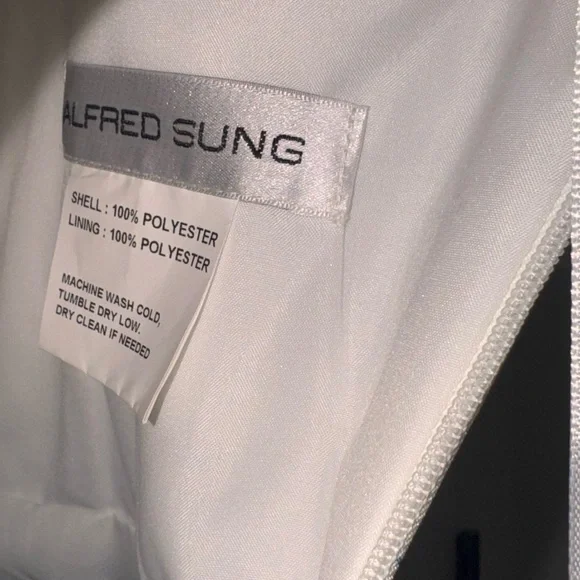 ALFRED SUNG
SHELL : 100% POLYESTER
LINING : 100% POLYESTER
MACHINE WASH COLD,
TUMBLE DRY LOW.
DRY CLEAN IF NEEDED